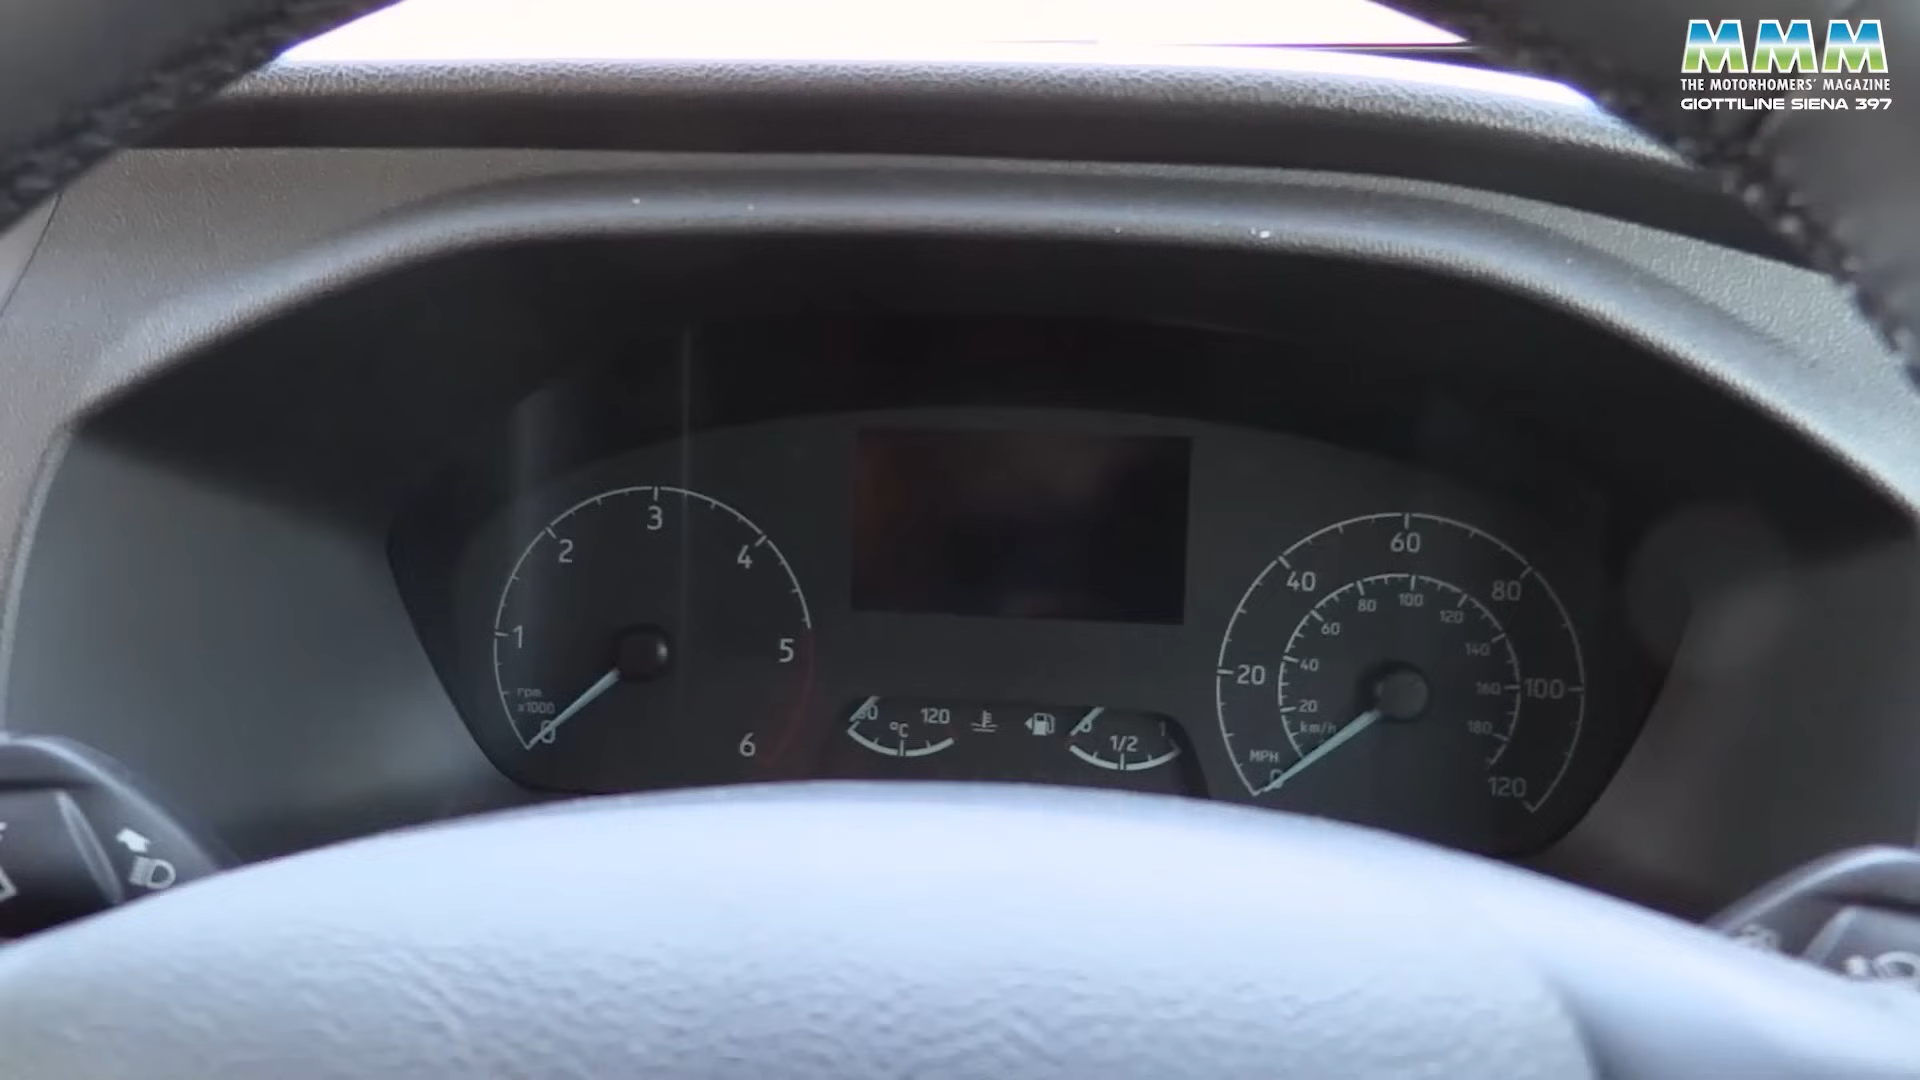 MMM
THE MOTORHOMERS' MAGAZINE
GIOTTILINE SIENA 397
1 2 3 4 5 6
rpm
x1000
0
120
°C
1/2
1
20 40 60 80 100 120
20 40 60 80 100 120 140 160 180
km/h
MPH
0